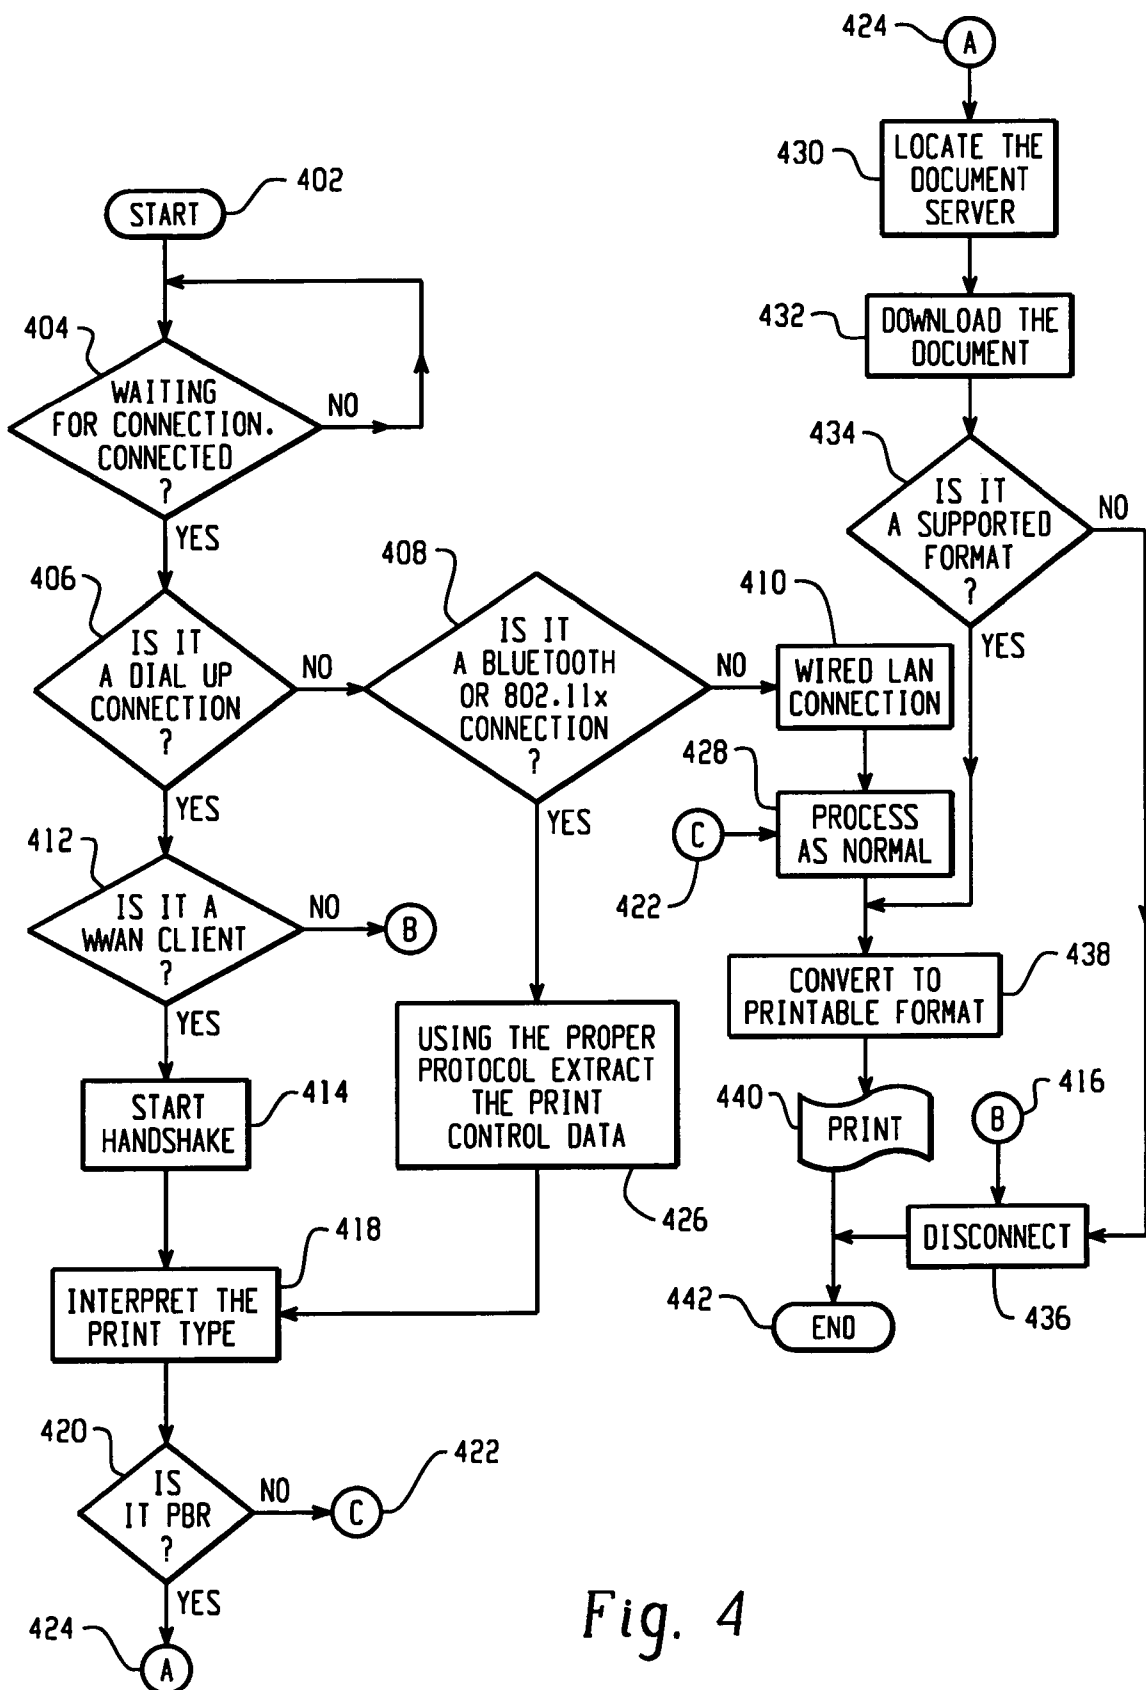 402
START
404
WAITING
FOR CONNECTION.
CONNECTED
?
NO
YES
406
IS IT
A DIAL UP
CONNECTION
?
NO
YES
408
IS IT
A BLUETOOTH
OR 802.11x
CONNECTION
?
NO
YES
410
WIRED LAN
CONNECTION
412
IS IT A
WWAN CLIENT
?
NO
B
YES
414
START
HANDSHAKE
USING THE PROPER
PROTOCOL EXTRACT
THE PRINT
CONTROL DATA
426
418
INTERPRET THE
PRINT TYPE
420
IS
IT PBR
?
NO
C
422
YES
424
A
424
A
430
LOCATE THE
DOCUMENT
SERVER
432
DOWNLOAD THE
DOCUMENT
434
IS IT
A SUPPORTED
FORMAT
?
NO
YES
428
PROCESS
AS NORMAL
C
422
438
CONVERT TO
PRINTABLE FORMAT
440
PRINT
416
B
DISCONNECT
436
442
END
Fig. 4